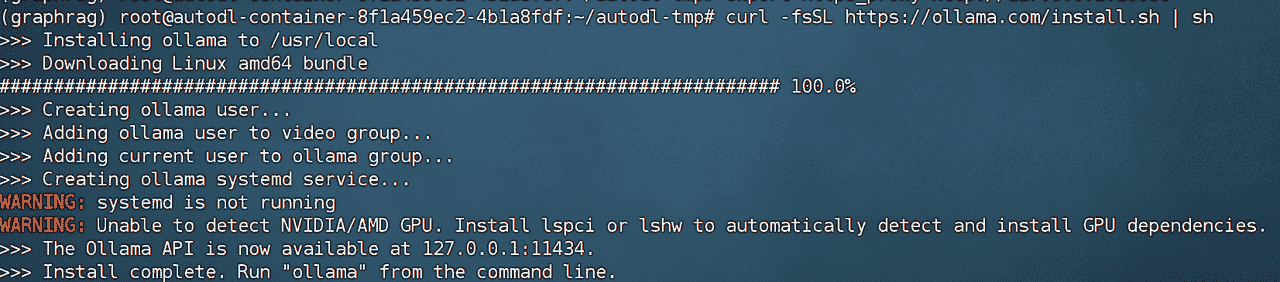 (graphrag) root@autodl-container-8f1a459ec2-4b1a8fdf:~/autodl-tmp# curl -fsSL https://ollama.com/install.sh | sh
>>> Installing ollama to /usr/local
>>> Downloading Linux amd64 bundle
######################################################################## 100.0%
>>> Creating ollama user...
>>> Adding ollama user to video group...
>>> Adding current user to ollama group...
>>> Creating ollama systemd service...
WARNING: systemd is not running
WARNING: Unable to detect NVIDIA/AMD GPU. Install lspci or lshw to automatically detect and install GPU dependencies.
>>> The Ollama API is now available at 127.0.0.1:11434.
>>> Install complete. Run "ollama" from the command line.